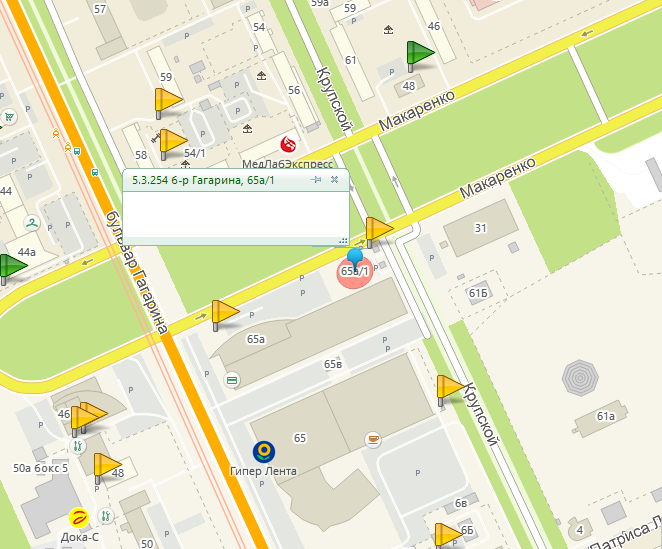 57
59а
59
54
46
61
48
59
56
Крупской
Макаренко
58
54/1
МедЛабЭкспресс
5.3.254 б-р Гагарина, 65а/1
Макаренко
44
44а
бульвар Гагарина
31
65а/1
61Б
65а
65в
61а
46
65
Крупской
50а бокс 5
48
Гипер Лента
Дока-С
50
6в
6Б
4
Патриса Л
P
P
P
P
P
P
P
P
P
P
P
P